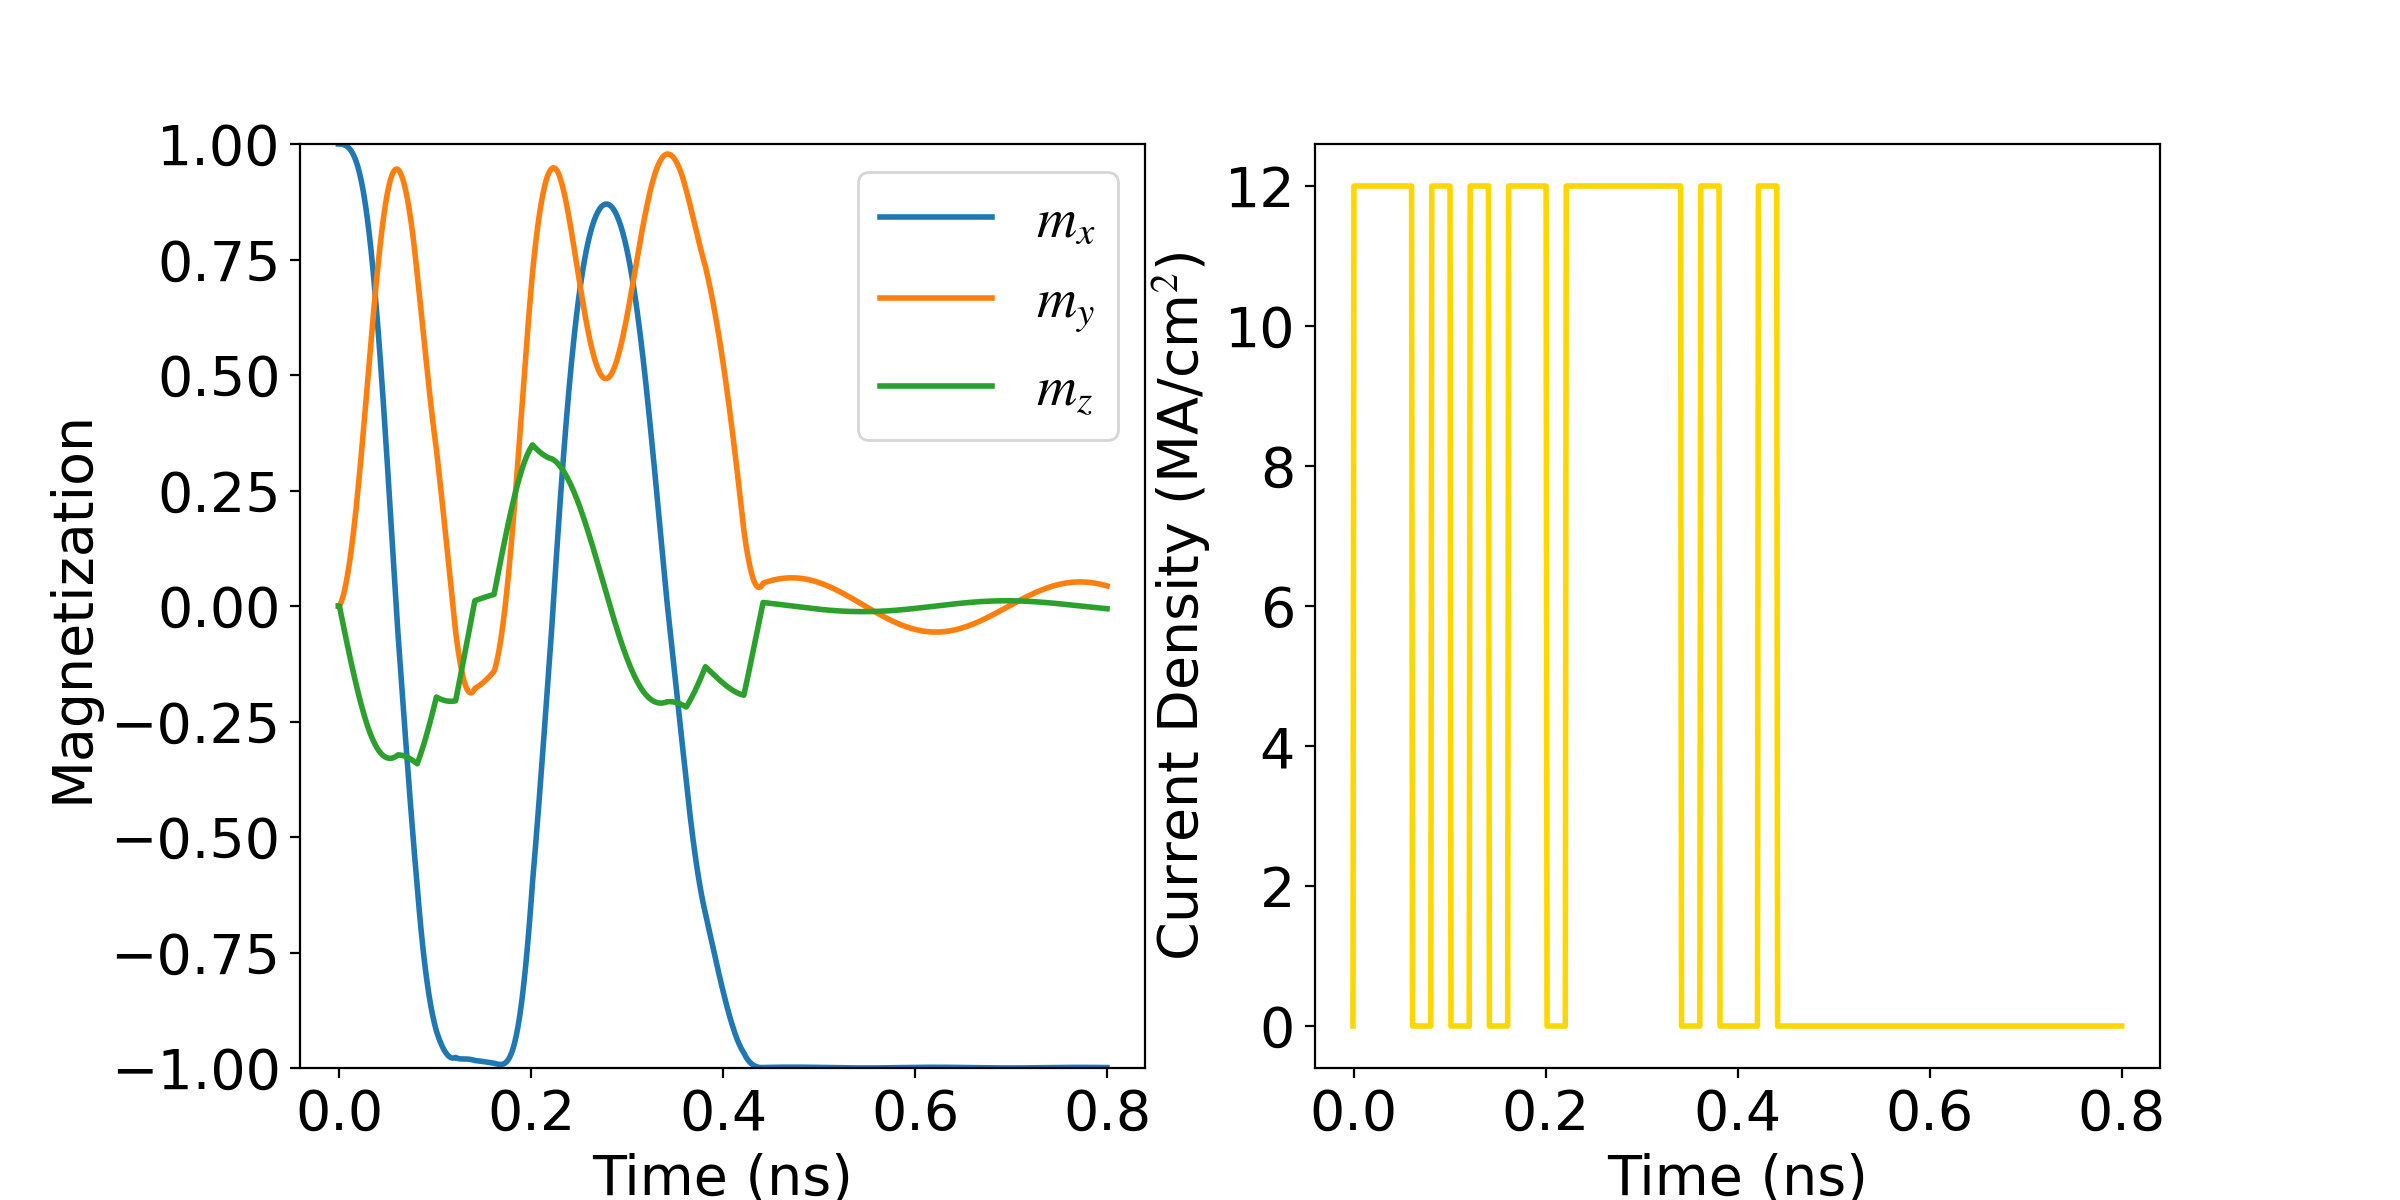 Magnetization
1.00
0.75
0.50
0.25
0.00
−0.25
−0.50
−0.75
−1.00
0.0 0.2 0.4 0.6 0.8
Time (ns)
m_x
m_y
m_z
Current Density (MA/cm²)
12
10
8
6
4
2
0
0.0 0.2 0.4 0.6 0.8
Time (ns)